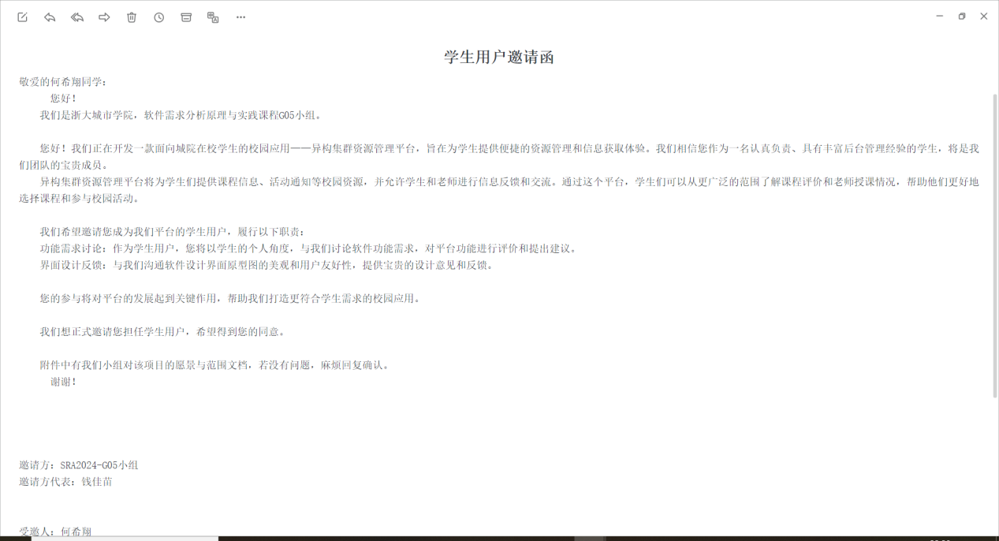 学生用户邀请函
敬爱的何希翔同学：
您好！
我们是浙大城市学院，软件需求分析原理与实践课程G05小组。
您好！我们正在开发一款面向城院在校学生的校园应用——异构集群资源管理平台，旨在为学生提供便捷的资源管理和信息获取体验。我们相信您作为一名认真负责、具有丰富后台管理经验的学生，将是我
们团队的宝贵成员。
异构集群资源管理平台将为学生们提供课程信息、活动通知等校园资源，并允许学生和老师进行信息反馈和交流。通过这个平台，学生们可以从更广泛的范围了解课程评价和老师授课情况，帮助他们更好地
选择课程和参与校园活动。
我们希望邀请您成为我们平台的学生用户，履行以下职责：
功能需求讨论：作为学生用户，您将以学生的个人角度，与我们讨论软件功能需求，对平台功能进行评价和提出建议。
界面设计反馈：与我们沟通软件设计界面原型图的美观和用户友好性，提供宝贵的设计意见和反馈。
您的参与将对平台的发展起到关键作用，帮助我们打造更符合学生需求的校园应用。
我们想正式邀请您担任学生用户，希望得到您的同意。
附件中有我们小组对该项目的愿景与范围文档，若没有问题，麻烦回复确认。
谢谢！
邀请方：SRA2024-G05小组
邀请方代表：钱佳苗
受邀人：何希翔